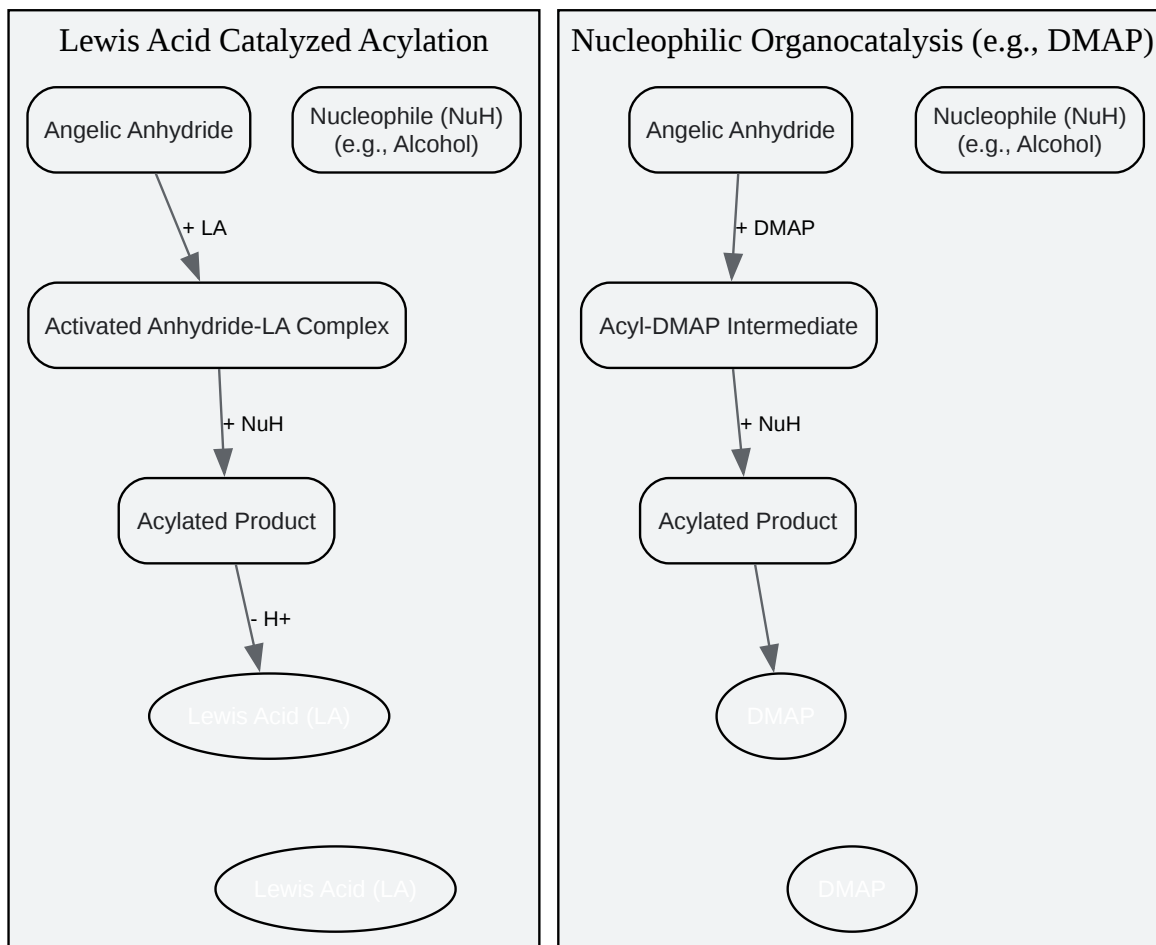 Lewis Acid Catalyzed Acylation
Angelic Anhydride
Nucleophile (NuH)
(e.g., Alcohol)
+ LA
Activated Anhydride-LA Complex
+ NuH
Acylated Product
- H+
Lewis Acid (LA)
Lewis Acid (LA)
Nucleophilic Organocatalysis (e.g., DMAP)
Angelic Anhydride
Nucleophile (NuH)
(e.g., Alcohol)
+ DMAP
Acyl-DMAP Intermediate
+ NuH
Acylated Product
DMAP
DMAP